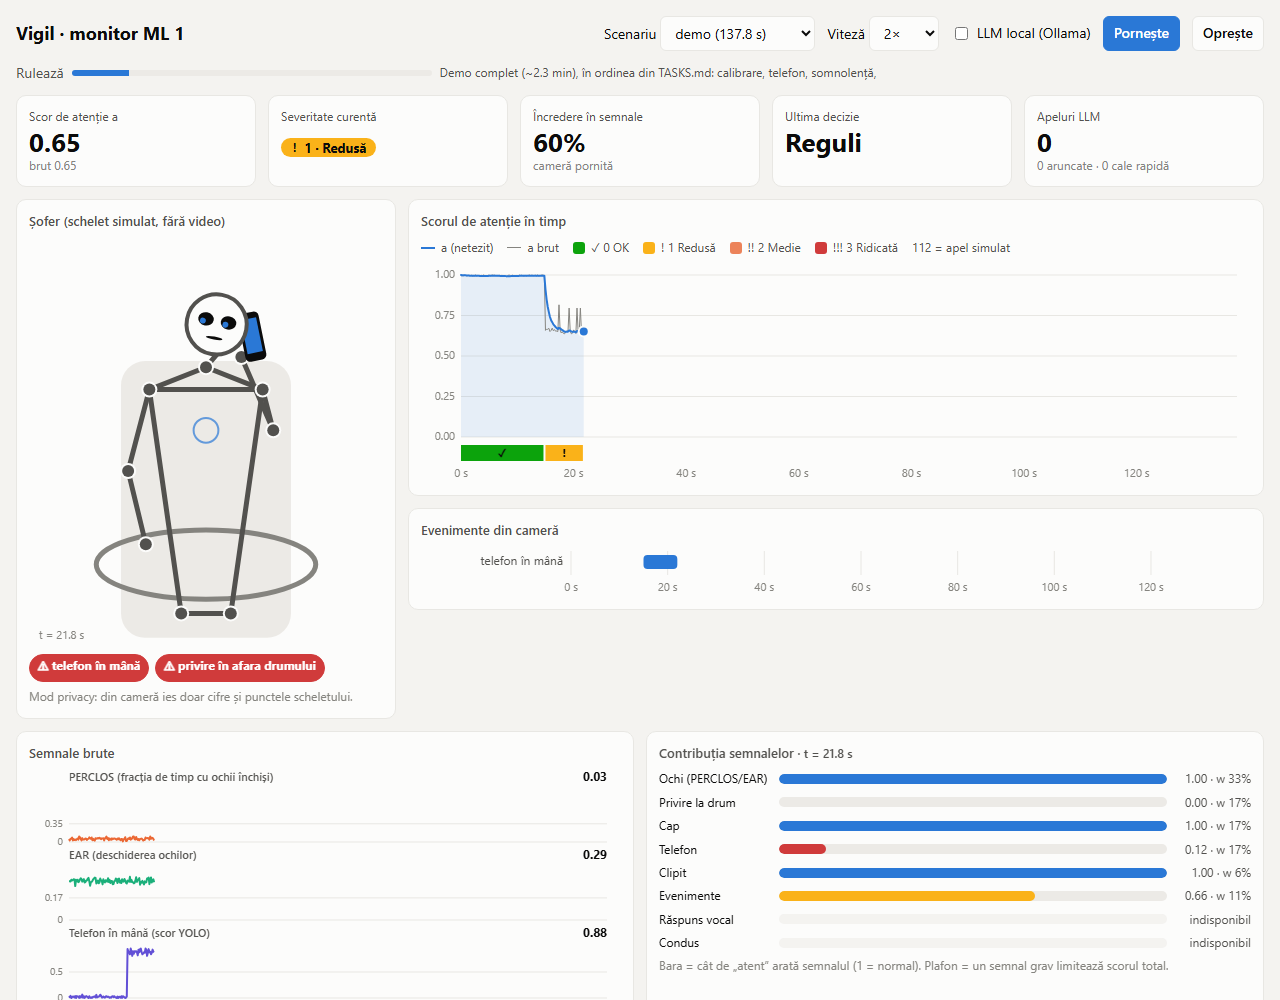 Vigil · monitor ML 1
Scenariu demo (137.8 s) Viteză 2× LLM local (Ollama) Pornește Oprește
Rulează Demo complet (~2.3 min), în ordinea din TASKS.md: calibrare, telefon, somnolență,
Scor de atenție a
0.65
brut 0.65
Severitate curentă
! 1 · Redusă
Încredere în semnale
60%
cameră pornită
Ultima decizie
Reguli
Apeluri LLM
0
0 aruncate · 0 cale rapidă
Șofer (schelet simulat, fără video)
t = 21.8 s
⚠ telefon în mână ⚠ privire în afara drumului
Mod privacy: din cameră ies doar cifre și punctele scheletului.
Scorul de atenție în timp
a (netezit) a brut ✓ 0 OK ! 1 Redusă !! 2 Medie !!! 3 Ridicată 112 = apel simulat
1.00
0.75
0.50
0.25
0.00
✓ !
0 s 20 s 40 s 60 s 80 s 100 s 120 s
Evenimente din cameră
telefon în mână
0 s 20 s 40 s 60 s 80 s 100 s 120 s
Semnale brute
PERCLOS (fracția de timp cu ochii închiși) 0.03
0.35
0
EAR (deschiderea ochilor) 0.29
0.17
0
Telefon în mână (scor YOLO) 0.88
0.5
0
Contribuția semnalelor · t = 21.8 s
Ochi (PERCLOS/EAR) 1.00 · w 33%
Privire la drum 0.00 · w 17%
Cap 1.00 · w 17%
Telefon 0.12 · w 17%
Clipit 1.00 · w 6%
Evenimente 0.66 · w 11%
Răspuns vocal indisponibil
Condus indisponibil
Bara = cât de „atent” arată semnalul (1 = normal). Plafon = un semnal grav limitează scorul total.